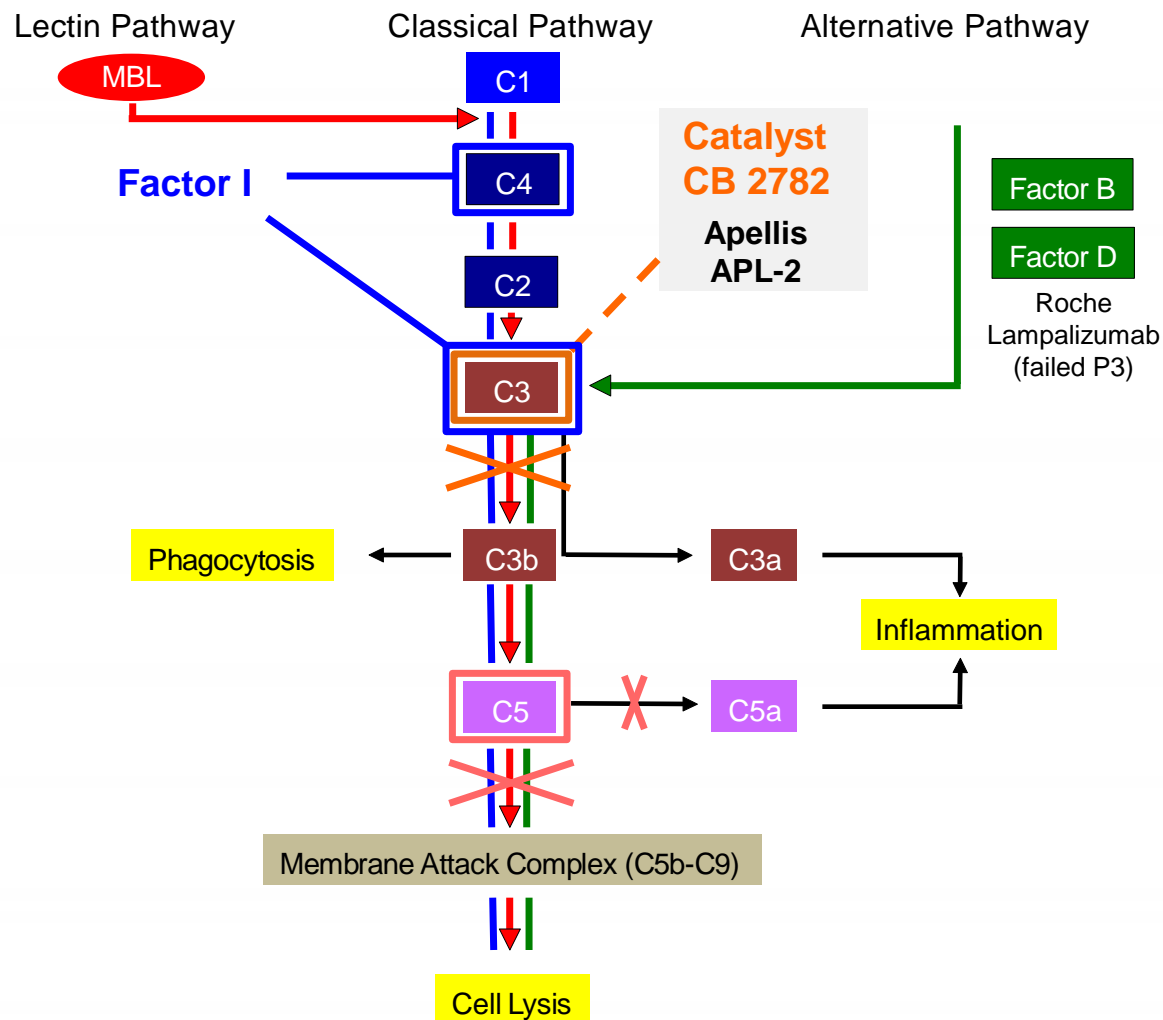 Lectin Pathway
Classical Pathway
Alternative Pathway
MBL
C1
Catalyst
CB 2782
Apellis
APL-2
Factor I
C4
Factor B
C2
Factor D
Roche
Lampalizumab
(failed P3)
C3
Phagocytosis
C3b
C3a
Inflammation
C5
C5a
Membrane Attack Complex (C5b-C9)
Cell Lysis